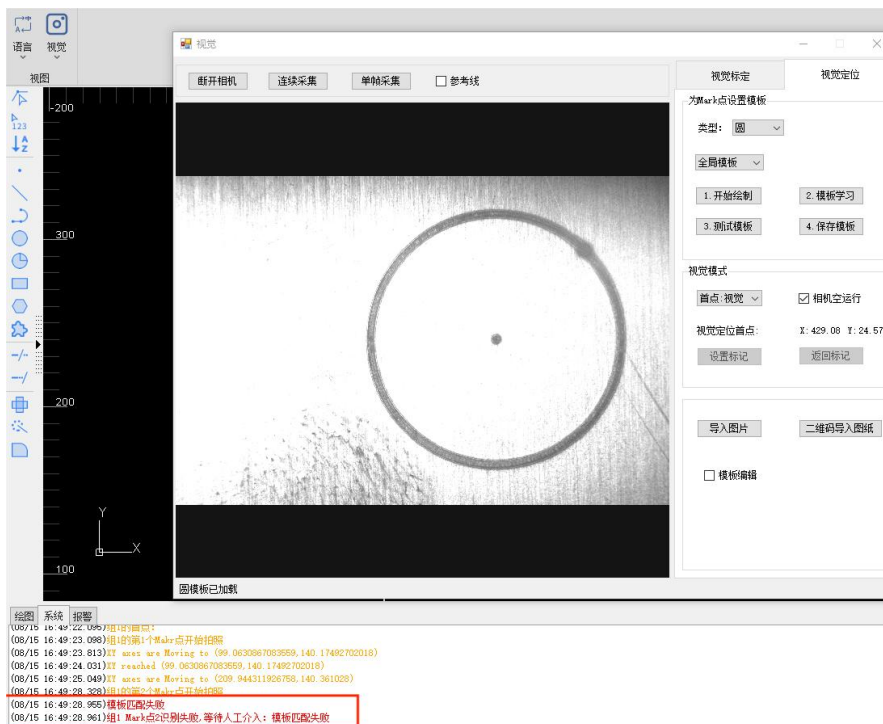 语言
视觉
视图
视觉
断开相机
连续采集
单帧采集
参考线
视觉标定
视觉定位
为Mark点设置模板
类型:
圆
全局模板
1.开始绘制
2.模板学习
3.测试模板
4.保存模板
视觉模式
首点:视觉
相机空运行
视觉定位首点:
X:429.08 Y:24.57
设置标记
返回标记
导入图片
二维码导入图纸
模板编辑
圆模板已加载
123
A
Z
-200
300
200
100
Y
X
绘图
系统
报警
(08/15 16:49:22.095)组1的首点:
(08/15 16:49:23.098)组1的第1个Makr点开始拍照
(08/15 16:49:23.813)XY axes are Moving to (99.0630867083559,140.17492702018)
(08/15 16:49:24.031)XY reached (99.0630867083559,140.17492702018)
(08/15 16:49:25.049)XY axes are Moving to (209.944311926758,140.361028)
(08/15 16:49:28.328)组1的第2个Makr点开始拍照
(08/15 16:49:28.955)模板匹配失败
(08/15 16:49:28.961)组1 Mark点2识别失败,等待人工介入: 模板匹配失败